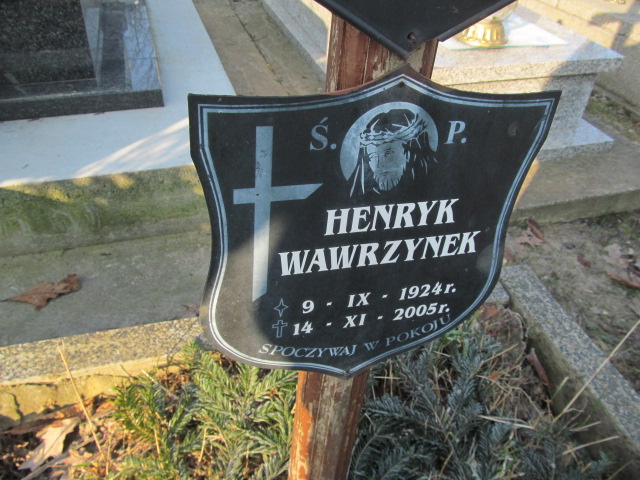 Ś. P.
HENRYK
WAWRZYNEK
9 - IX - 1924r.
14 - XI - 2005r.
SPOCZYWAJ W POKOJU